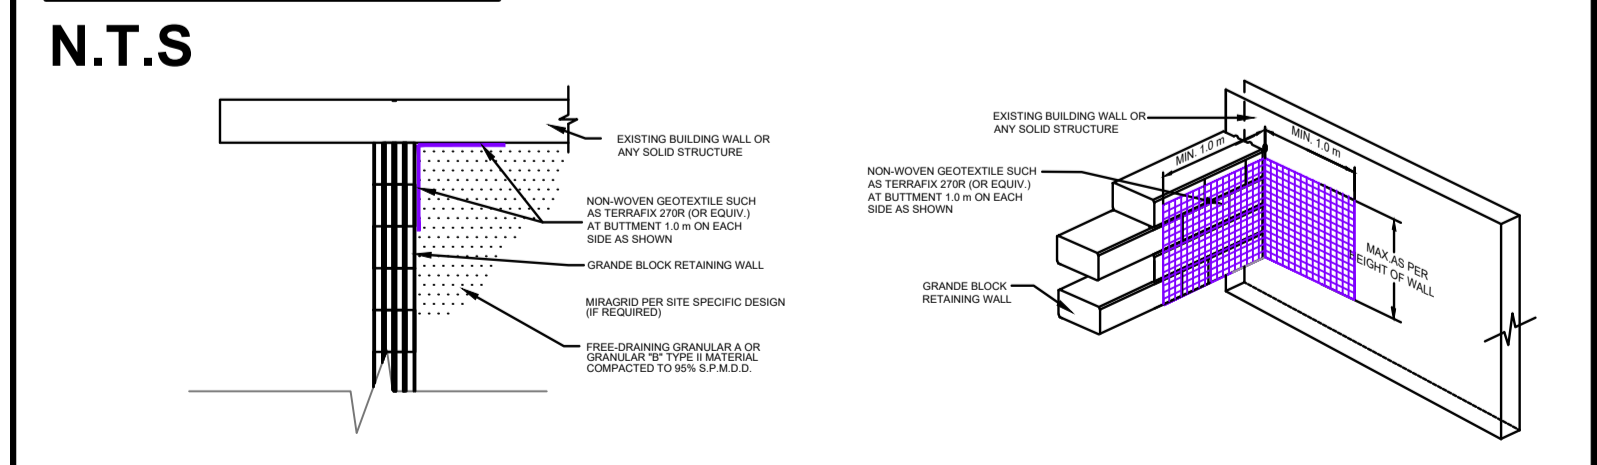 N.T.S
EXISTING BUILDING WALL OR
ANY SOLID STRUCTURE
NON-WOVEN GEOTEXTILE SUCH
AS TERRAFIX 270R (OR EQUIV.)
AT BUTTMENT 1.0 m ON EACH
SIDE AS SHOWN
GRANDE BLOCK RETAINING WALL
MIRAGRID PER SITE SPECIFIC DESIGN
(IF REQUIRED)
FREE-DRAINING GRANULAR A OR
GRANULAR "B" TYPE II MATERIAL
COMPACTED TO 95% S.P.M.D.D.
EXISTING BUILDING WALL OR
ANY SOLID STRUCTURE
MIN. 1.0 m
MIN. 1.0 m
NON-WOVEN GEOTEXTILE SUCH
AS TERRAFIX 270R (OR EQUIV.)
AT BUTTMENT 1.0 m ON EACH
SIDE AS SHOWN
MAX.AS PER
HEIGHT OF WALL
GRANDE BLOCK
RETAINING WALL